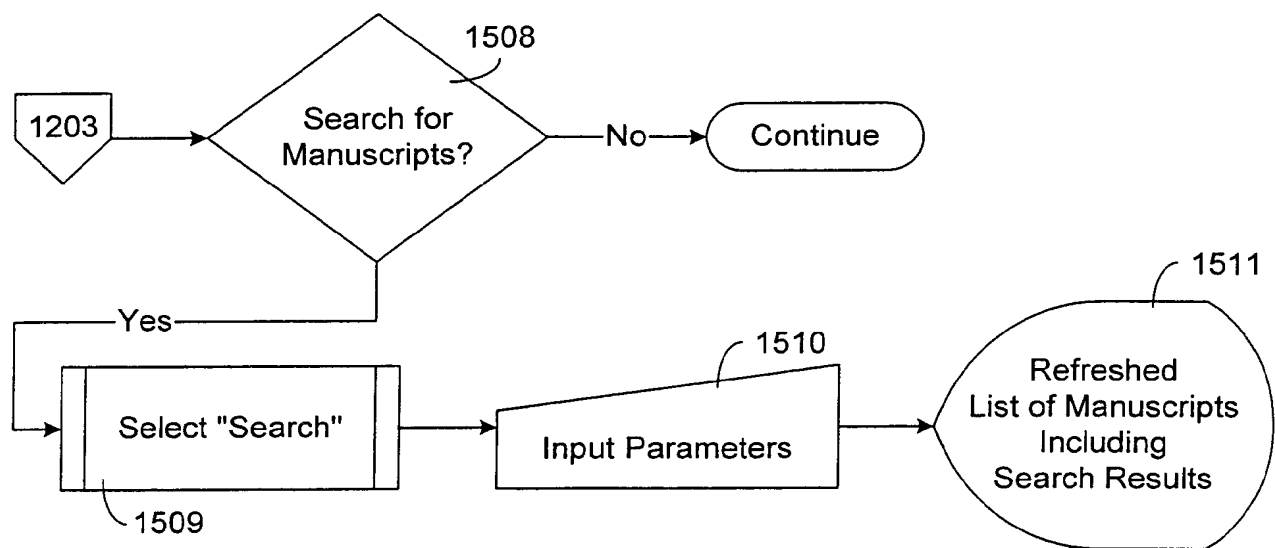 1508
1203
Search for
Manuscripts?
No
Continue
Yes
1511
1510
Select "Search"
Input Parameters
Refreshed
List of Manuscripts
Including
Search Results
1509